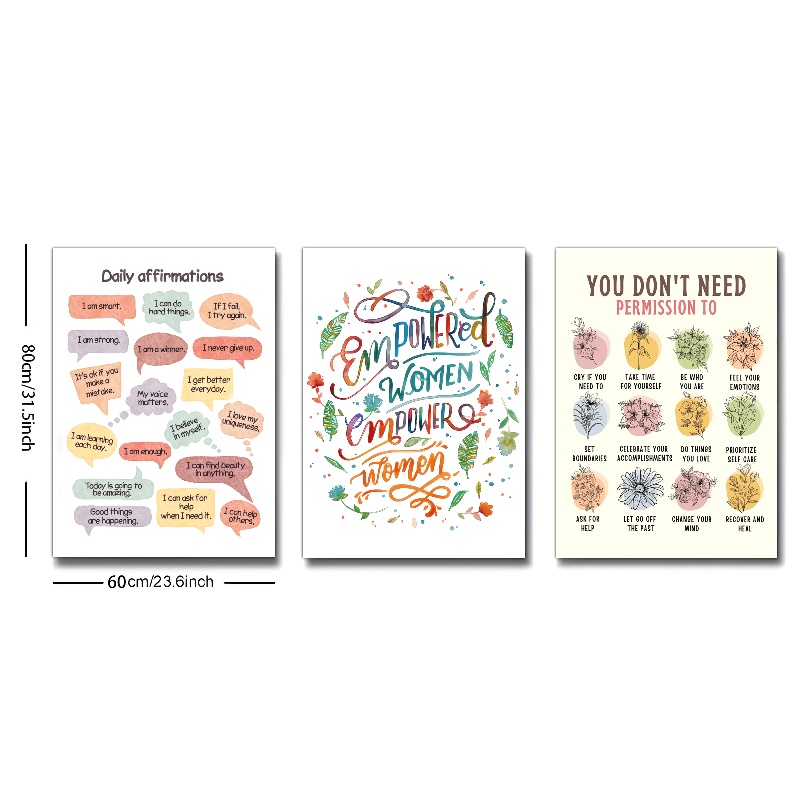 80cm/31.5inch
Daily affirmations
I am smart.
I can do
hard things.
If I fail,
I try again.
I am strong.
I am a winner.
I never give up.
It's ok if you
make a
mistake.
My voice
matters.
I get better
everyday.
I am learning
each day.
I am enough.
I believe
in myself.
I love my
uniqueness.
I can find beauty
in anything.
Today is going to
be amazing.
I can ask for
help
when I need it.
Good things
are happening.
I can help
others.
60cm/23.6inch
EMPOWERED
WOMEN
EMPOWER
women
YOU DON'T NEED
PERMISSION TO
CRY IF YOU
NEED TO
TAKE TIME
FOR YOURSELF
BE WHO
YOU ARE
FEEL YOUR
EMOTIONS
SET
BOUNDARIES
CELEBRATE YOUR
ACCOMPLISHMENTS
DO THINGS
YOU LOVE
PRIORITIZE
SELF CARE
ASK FOR
HELP
LET GO OFF
THE PAST
CHANGE YOUR
MIND
RECOVER AND
HEAL